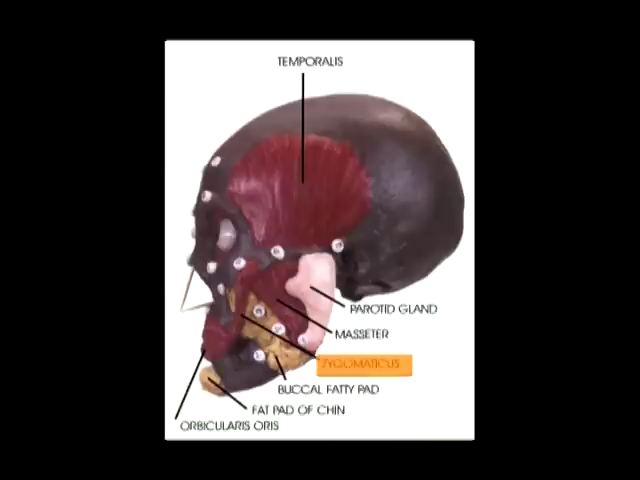 TEMPORALIS
PAROTID GLAND
MASSETER
ZYGOMATICUS
BUCCAL FATTY PAD
FAT PAD OF CHIN
ORBICULARIS ORIS